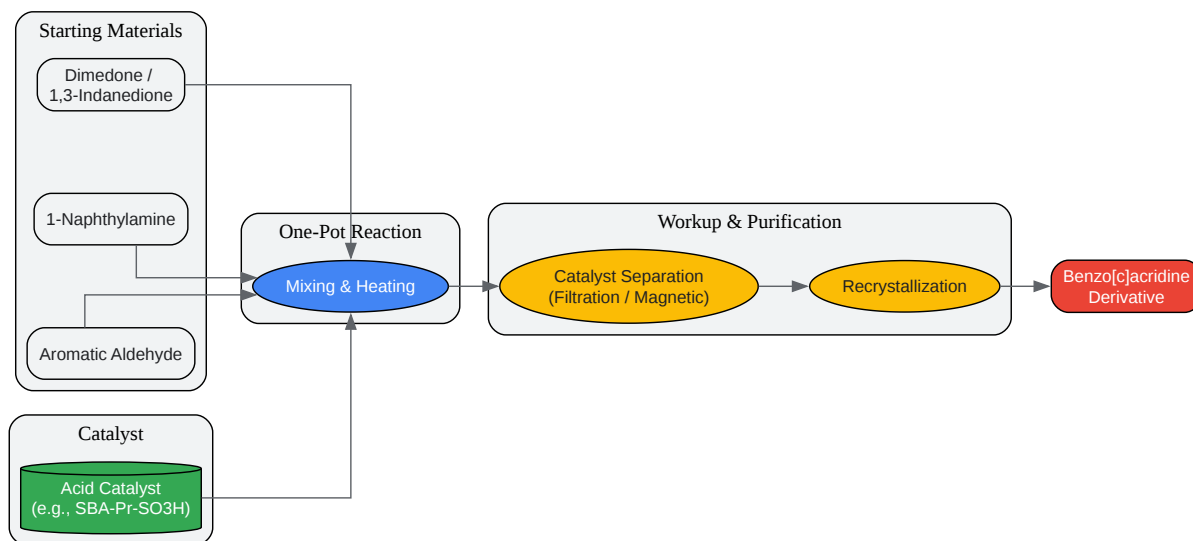 Starting Materials
Dimedone /
1,3-Indanedione
1-Naphthylamine
Aromatic Aldehyde
Catalyst
Acid Catalyst
(e.g., SBA-Pr-SO3H)
One-Pot Reaction
Mixing & Heating
Workup & Purification
Catalyst Separation
(Filtration / Magnetic)
Recrystallization
Benzo[c]acridine
Derivative